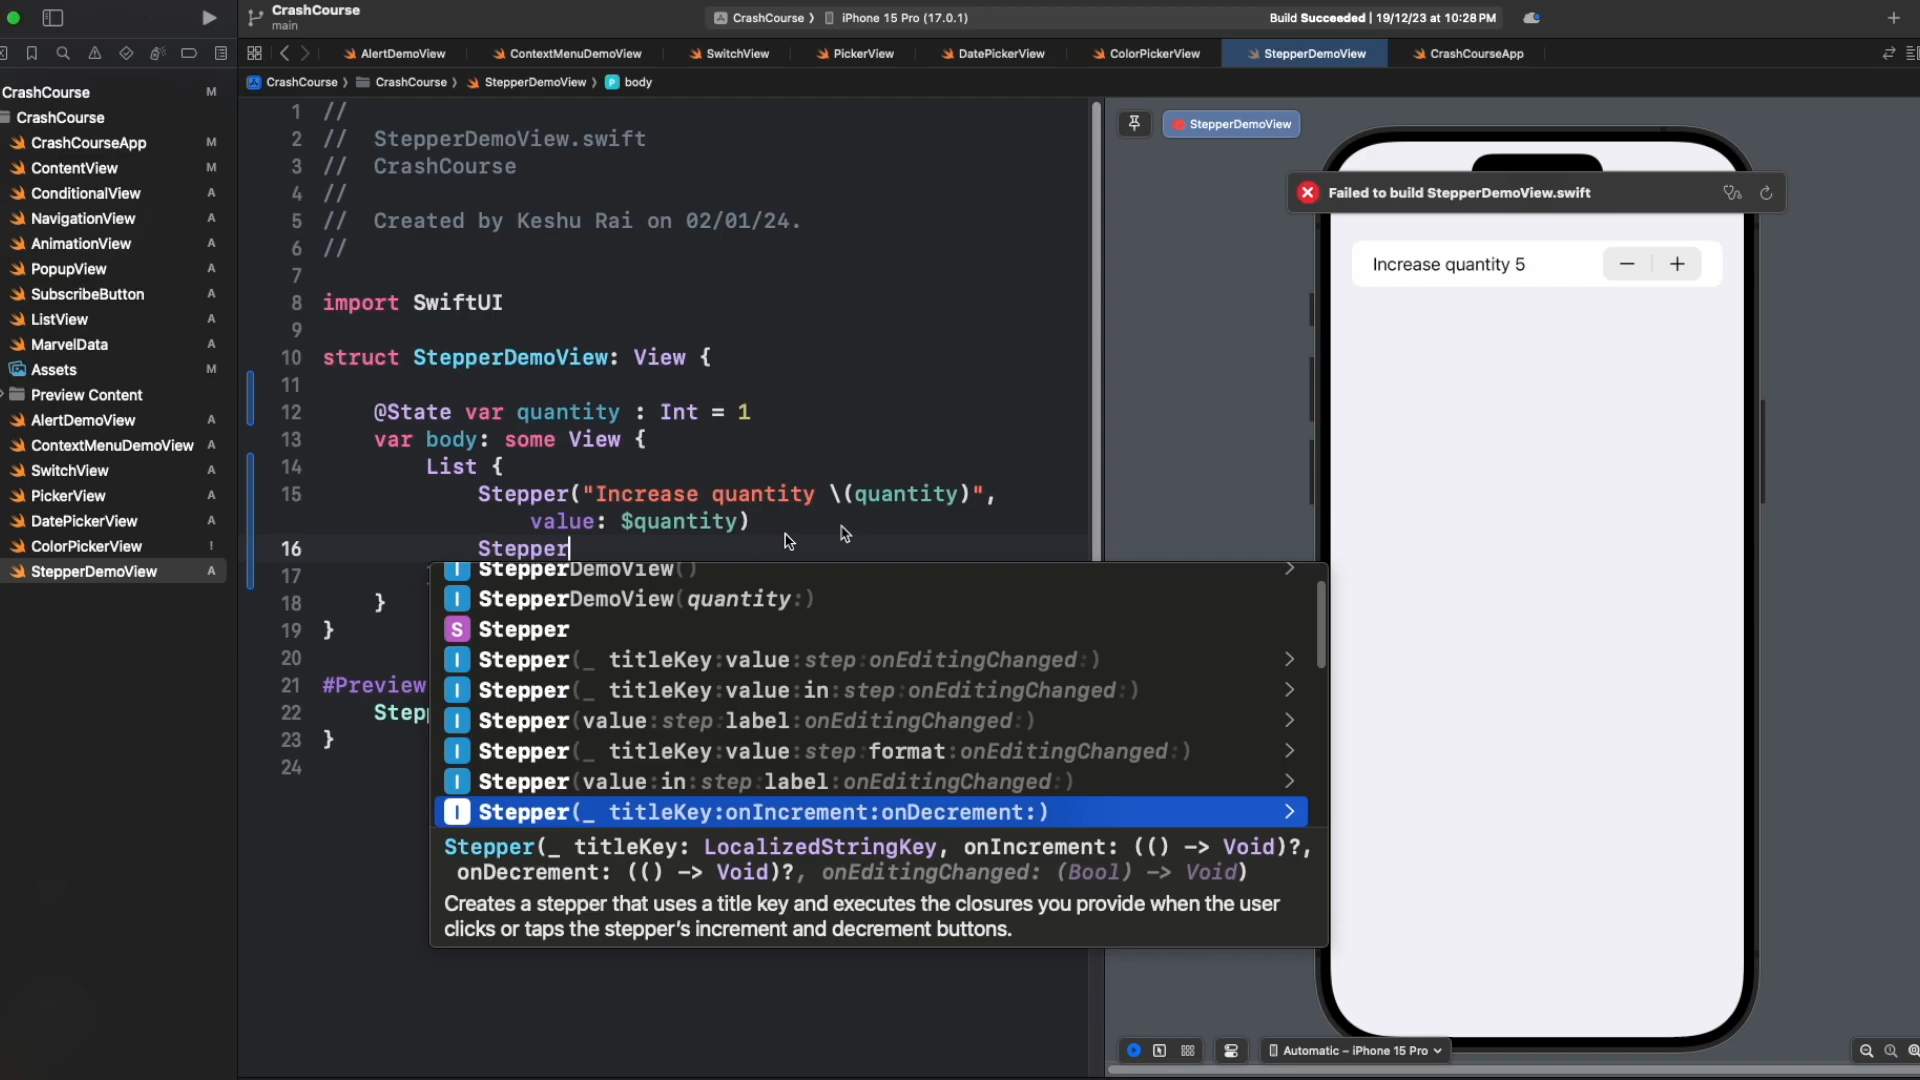 CrashCourse
main
CrashCourse
iPhone 15 Pro (17.0.1)
Build Succeeded | 19/12/23 at 10:28 PM
AlertDemoView
ContextMenuDemoView
SwitchView
PickerView
DatePickerView
ColorPickerView
StepperDemoView
CrashCourseApp
CrashCourse
CrashCourse
StepperDemoView
P body
CrashCourse M
CrashCourse
CrashCourseApp M
ContentView M
ConditionalView A
NavigationView A
AnimationView A
PopupView A
SubscribeButton A
ListView A
MarvelData A
Assets M
Preview Content
AlertDemoView A
ContextMenuDemoView A
SwitchView A
PickerView A
DatePickerView A
ColorPickerView !
StepperDemoView A
1 //
2 // StepperDemoView.swift
3 // CrashCourse
4 //
5 // Created by Keshu Rai on 02/01/24.
6 //
7
8 import SwiftUI
9
10 struct StepperDemoView: View {
11
12 @State var quantity : Int = 1
13 var body: some View {
14 List {
15 Stepper("Increase quantity \(quantity)",
value: $quantity)
16 Stepper
17
18 }
19 }
20
21 #Preview
22 Step
23 }
24
I StepperDemoView()
I StepperDemoView(quantity:)
S Stepper
I Stepper(_ titleKey:value:step:onEditingChanged:)
I Stepper(_ titleKey:value:in:step:onEditingChanged:)
I Stepper(value:step:label:onEditingChanged:)
I Stepper(_ titleKey:value:step:format:onEditingChanged:)
I Stepper(value:in:step:label:onEditingChanged:)
I Stepper(_ titleKey:onIncrement:onDecrement:)
Stepper(_ titleKey: LocalizedStringKey, onIncrement: (() -> Void)?,
onDecrement: (() -> Void)?, onEditingChanged: (Bool) -> Void)
Creates a stepper that uses a title key and executes the closures you provide when the user
clicks or taps the stepper's increment and decrement buttons.
StepperDemoView
Failed to build StepperDemoView.swift
Increase quantity 5
− +
Automatic – iPhone 15 Pro